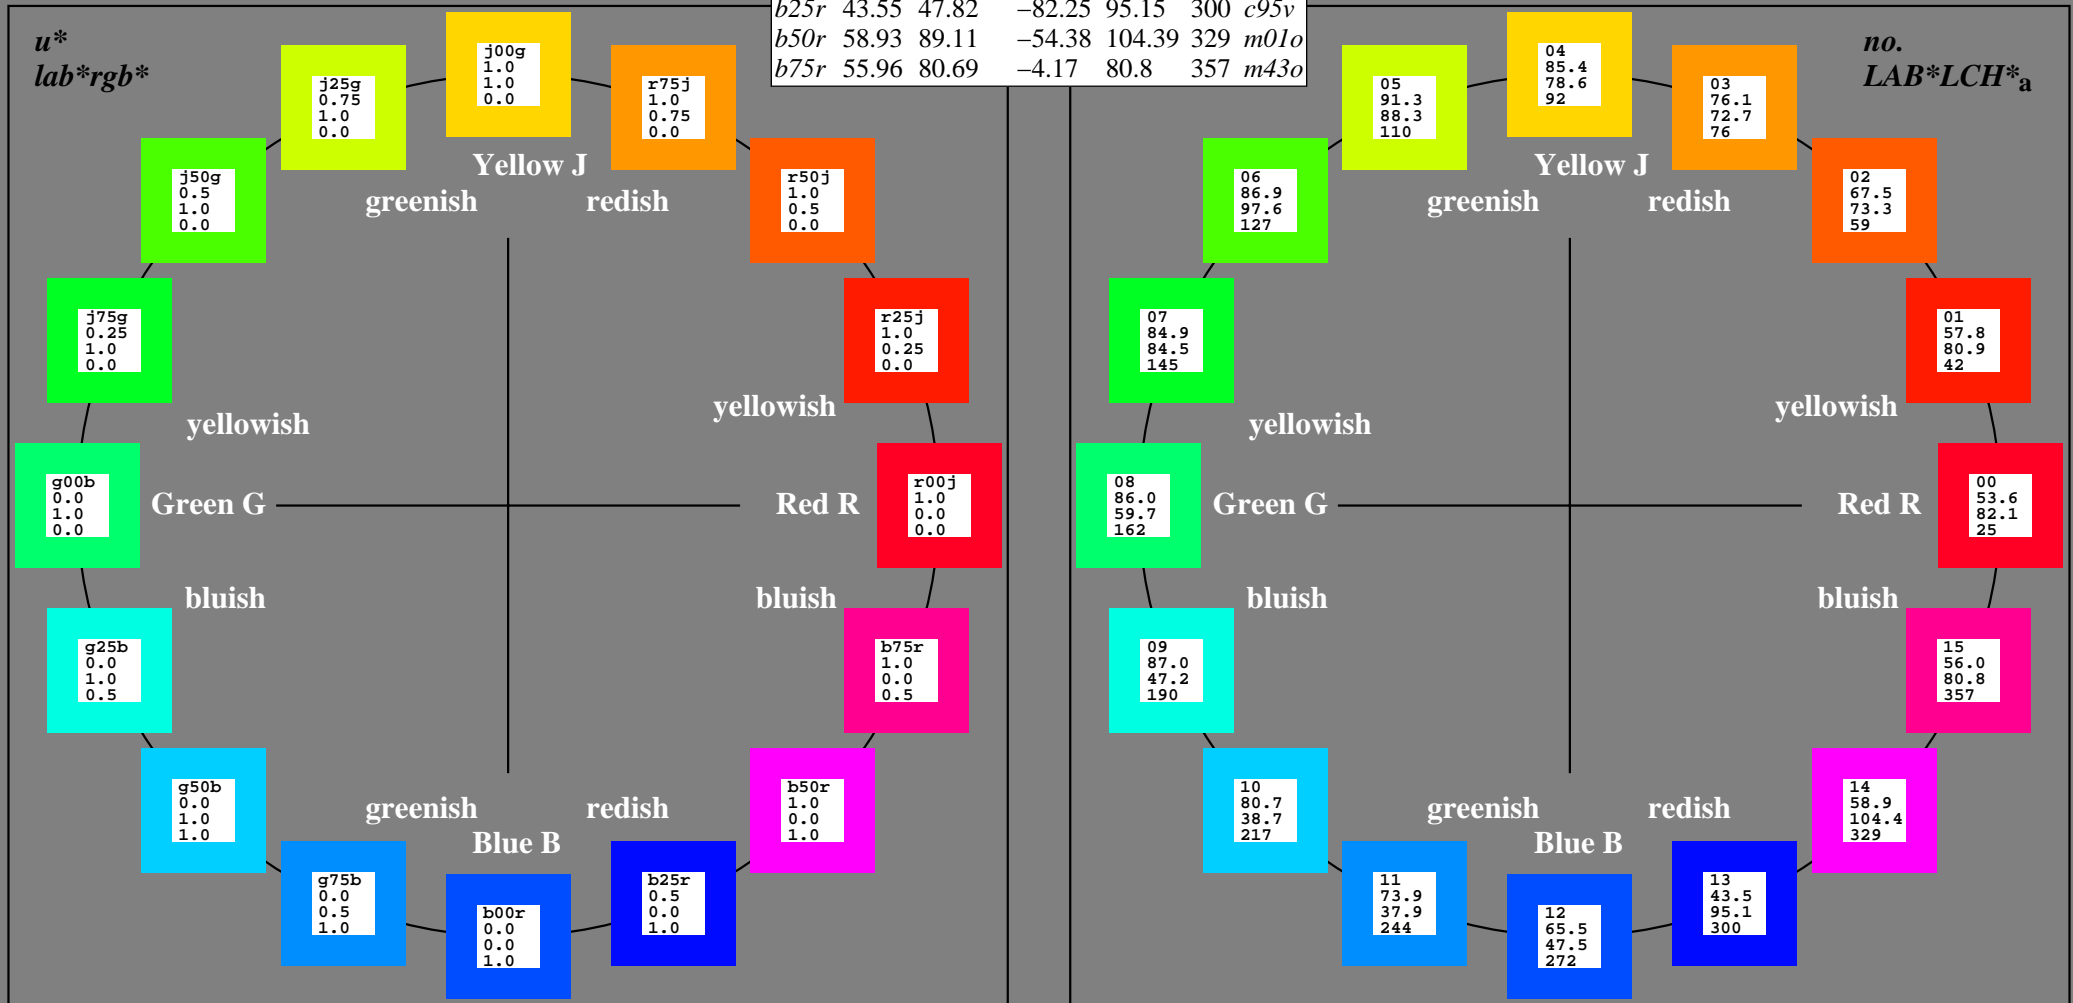 b25r 43.55 47.82 −82.25 95.15 300 c95v
b50r 58.93 89.11 −54.38 104.39 329 m01o
b75r 55.96 80.69 −4.17 80.8 357 m43o
u*
lab*rgb*
j00g
1.0
1.0
0.0
r75j
1.0
0.75
0.0
j25g
0.75
1.0
0.0
Yellow J
greenish redish
j50g
0.5
1.0
0.0
r50j
1.0
0.5
0.0
j75g
0.25
1.0
0.0
r25j
1.0
0.25
0.0
yellowish
yellowish
g00b
0.0
1.0
0.0
Green G
Red R
r00j
1.0
0.0
0.0
bluish
bluish
g25b
0.0
1.0
0.5
b75r
1.0
0.0
0.5
g50b
0.0
1.0
1.0
b50r
1.0
0.0
1.0
greenish redish
Blue B
g75b
0.0
0.5
1.0
b00r
0.0
0.0
1.0
b25r
0.5
0.0
1.0
no.
LAB*LCH*a
04
85.4
78.6
92
05
91.3
88.3
110
03
76.1
72.7
76
Yellow J
greenish redish
06
86.9
97.6
127
02
67.5
73.3
59
07
84.9
84.5
145
01
57.8
80.9
42
yellowish
yellowish
08
86.0
59.7
162
Green G
Red R
00
53.6
82.1
25
bluish
bluish
09
87.0
47.2
190
15
56.0
80.8
357
10
80.7
38.7
217
14
58.9
104.4
329
greenish redish
Blue B
11
73.9
37.9
244
12
65.5
47.5
272
13
43.5
95.1
300